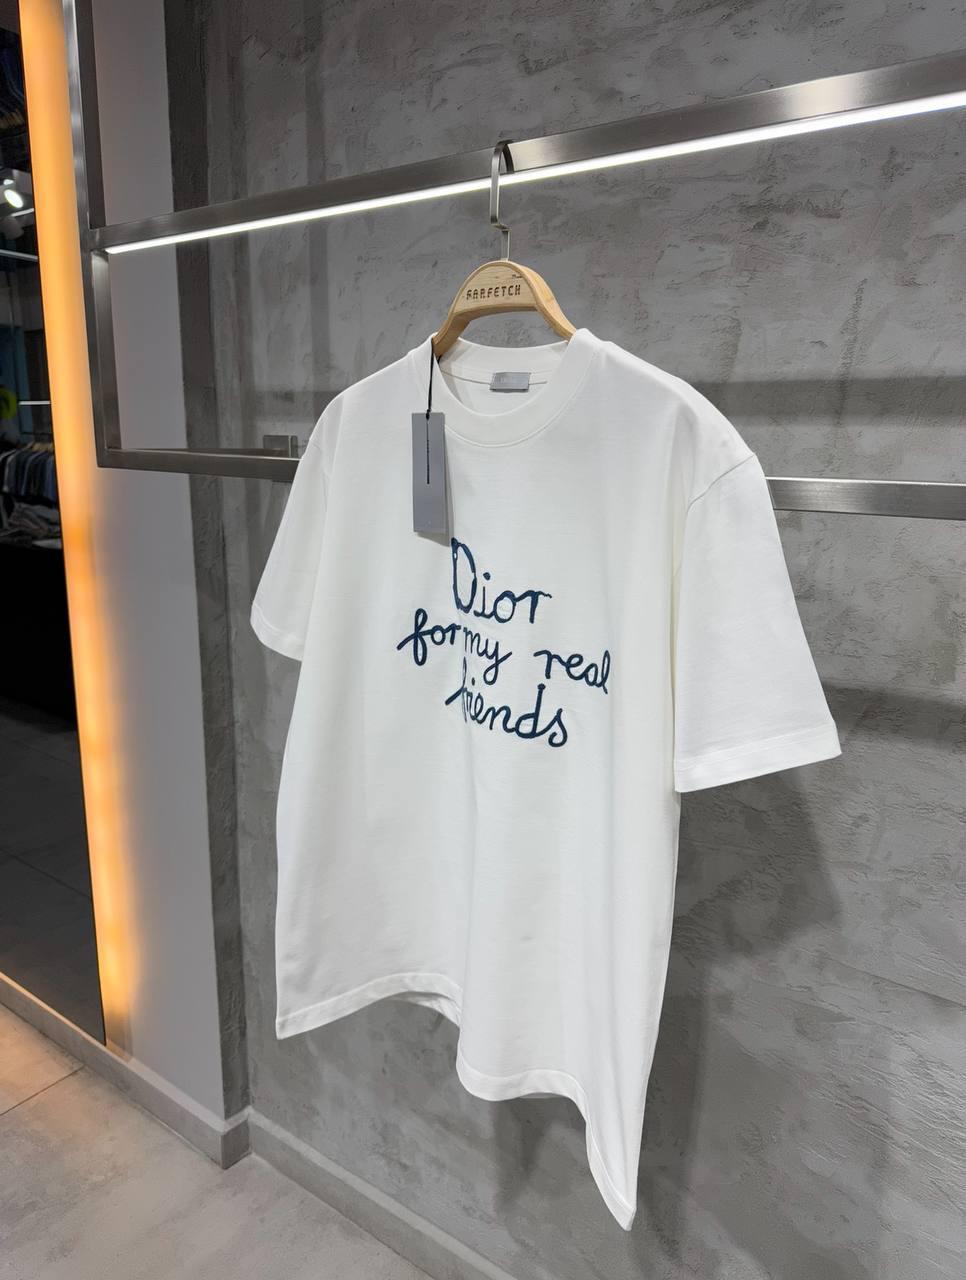 FARFETCH
Dior
for my real
friends